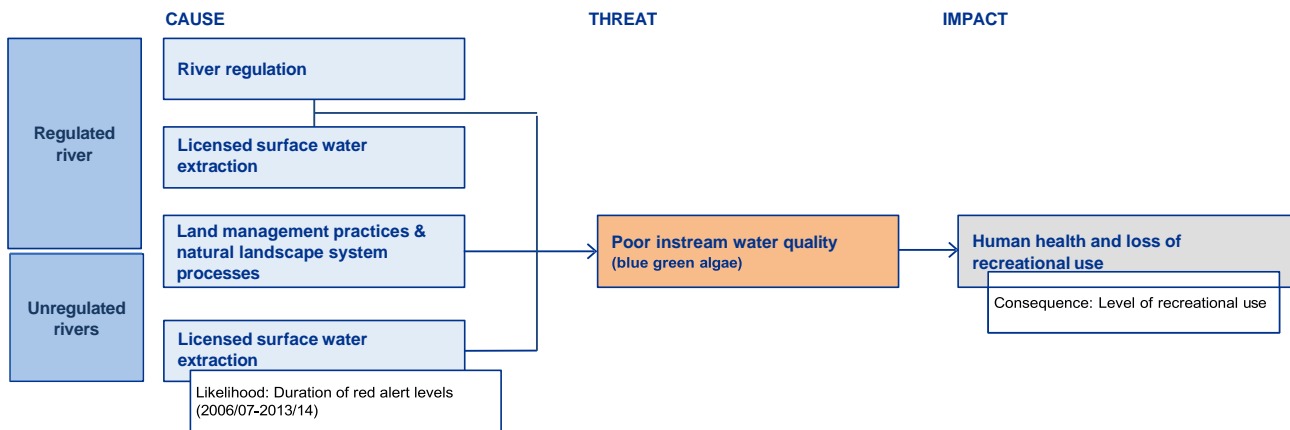 CAUSE
THREAT
IMPACT
Regulated
river
Unregulated
rivers
River regulation
Licensed surface water
extraction
Land management practices &
natural landscape system
processes
Licensed surface water
extraction
Likelihood: Duration of red alert levels
(2006/07-2013/14)
Poor instream water quality
(blue green algae)
Human health and loss of
recreational use
Consequence: Level of recreational use